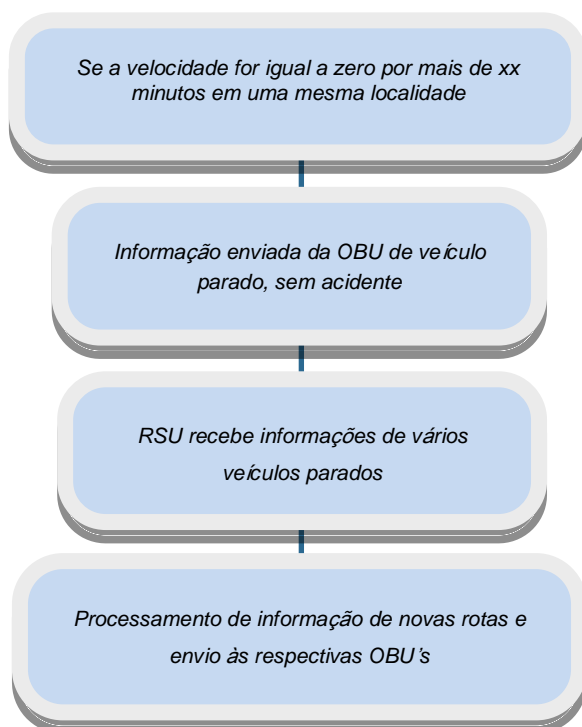 Se a velocidade for igual a zero por mais de xx
minutos em uma mesma localidade
Informação enviada da OBU de veículo
parado, sem acidente
RSU recebe informações de vários
veículos parados
Processamento de informação de novas rotas e
envio às respectivas OBU's